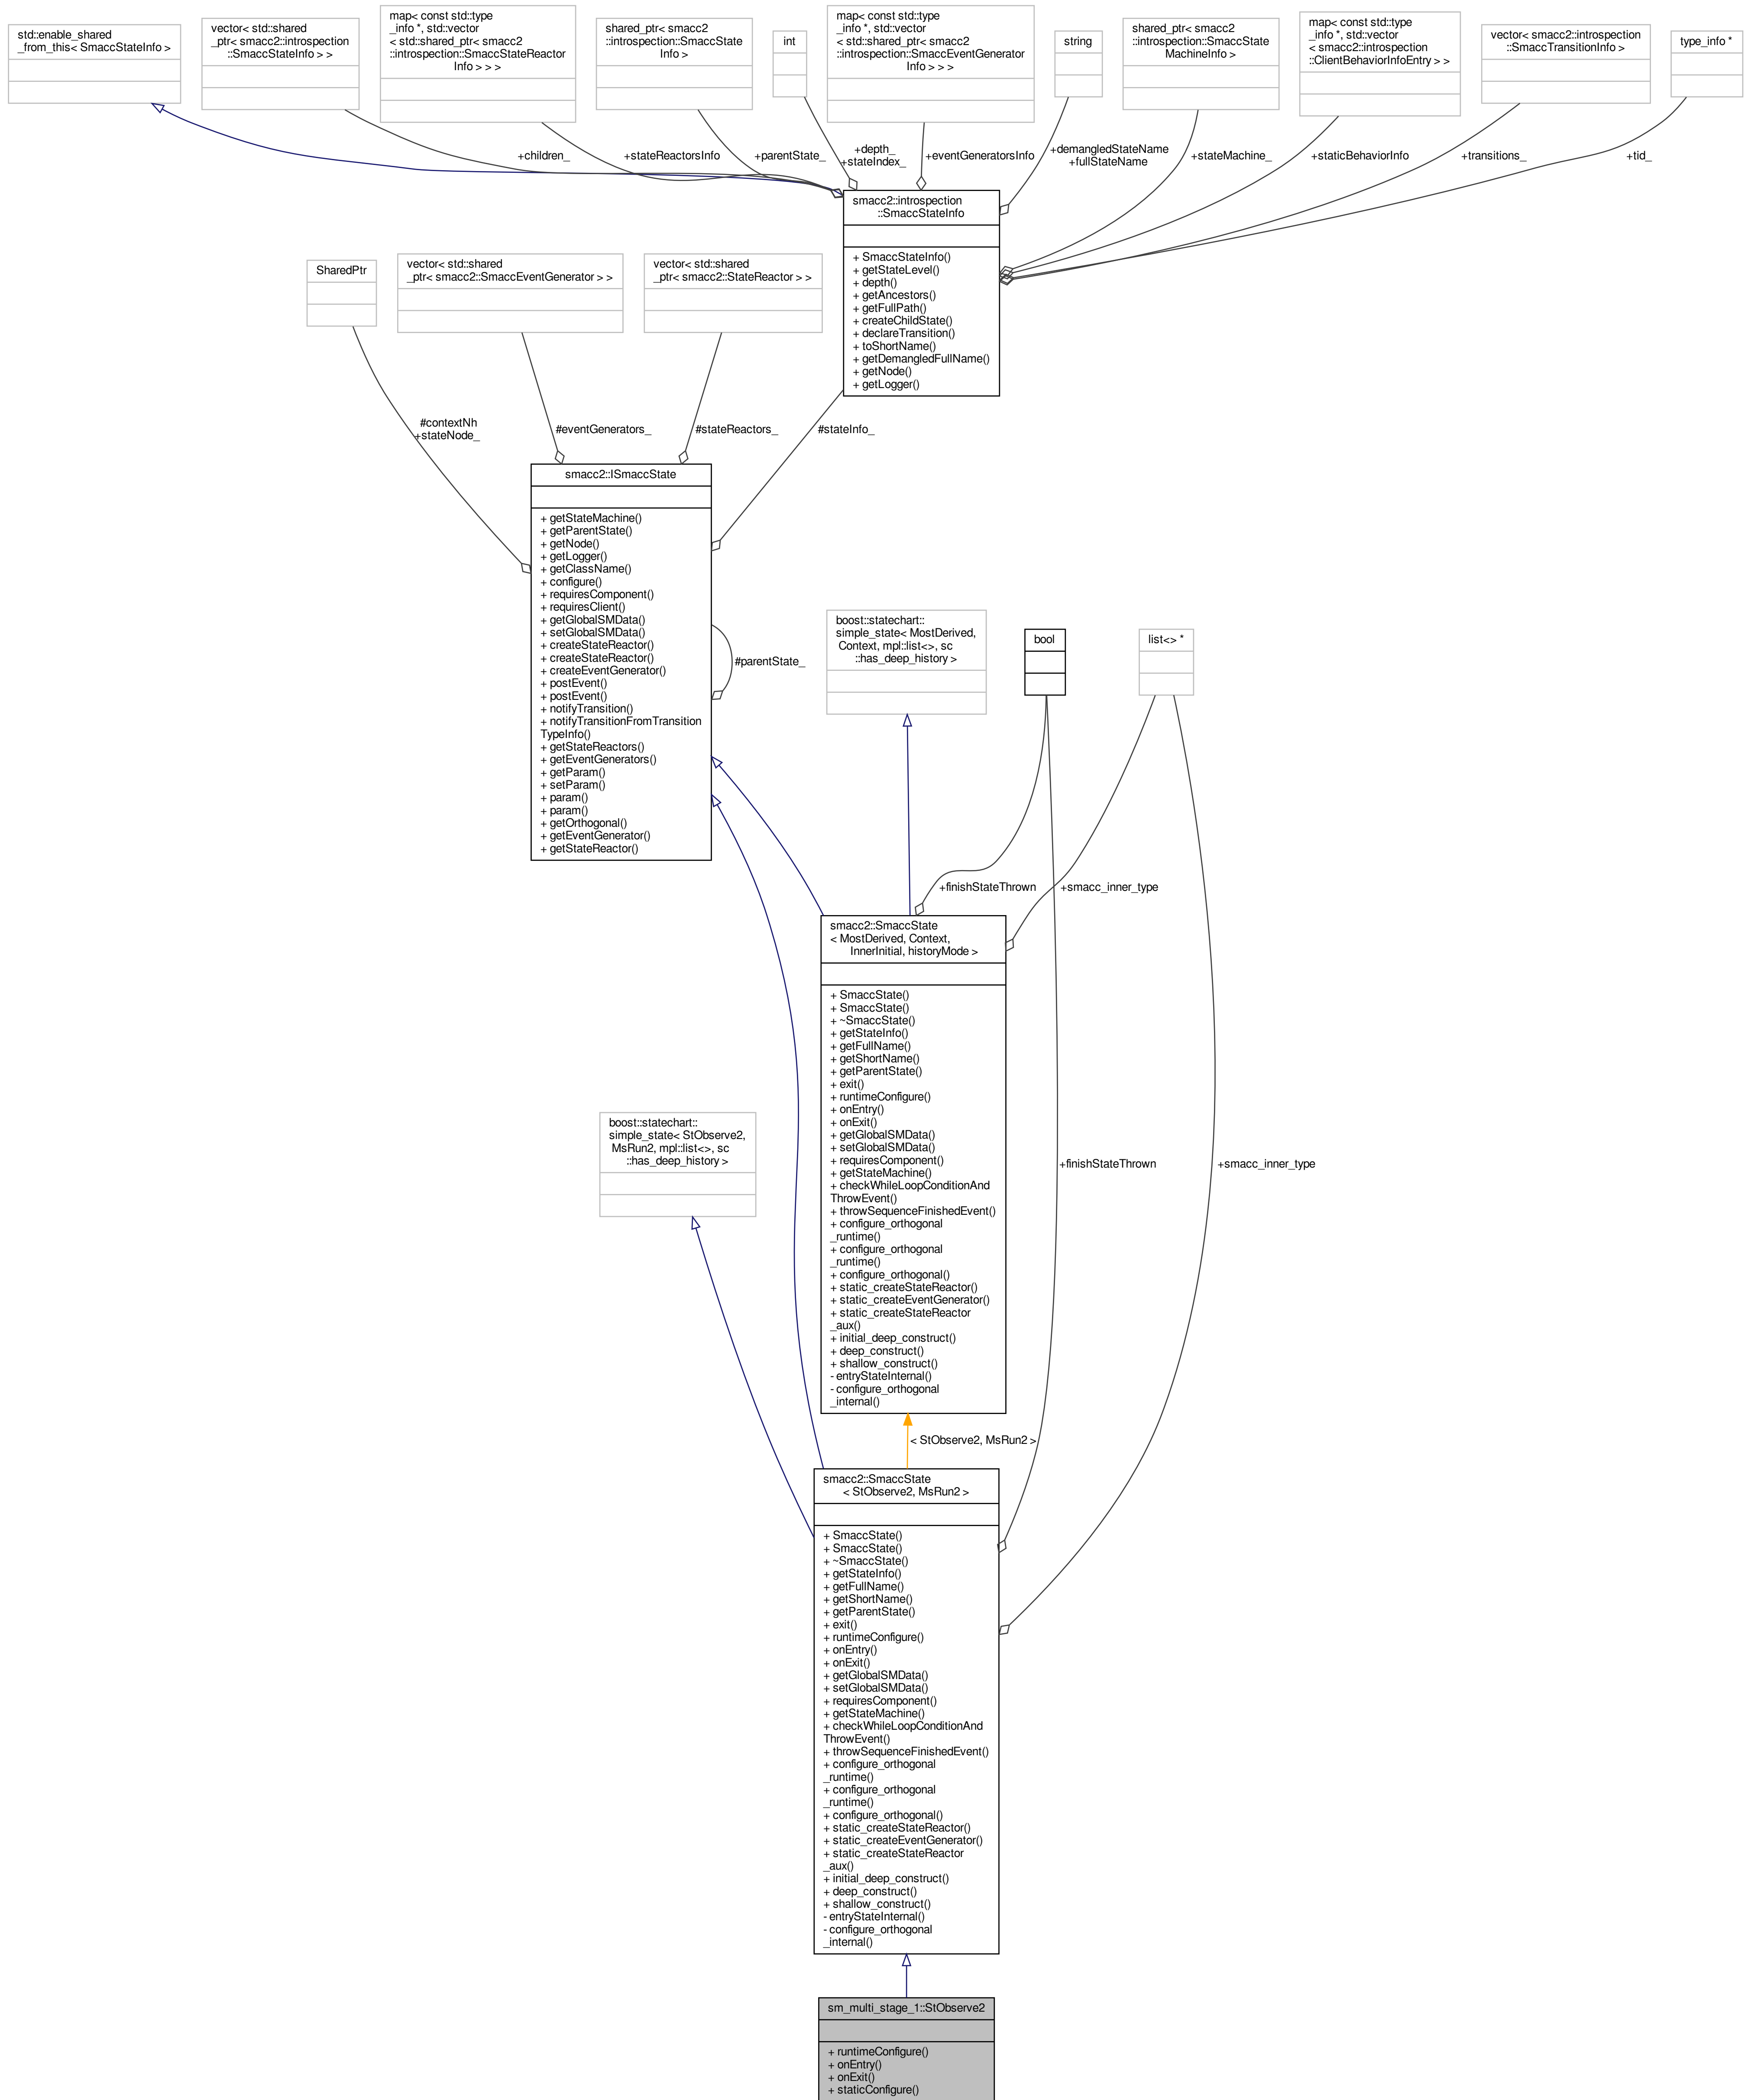 std::enable_shared
_from_this< SmaccStateInfo >
vector< std::shared
_ptr< smacc2::introspection
::SmaccStateInfo > >
map< const std::type
_info *, std::vector
< std::shared_ptr< smacc2
::introspection::SmaccStateReactor
Info > > >
shared_ptr< smacc2
::introspection::SmaccState
Info >
int
map< const std::type
_info *, std::vector
< std::shared_ptr< smacc2
::introspection::SmaccEventGenerator
Info > > >
string
shared_ptr< smacc2
::introspection::SmaccState
MachineInfo >
map< const std::type
_info *, std::vector
< smacc2::introspection
::ClientBehaviorInfoEntry > >
vector< smacc2::introspection
::SmaccTransitionInfo >
type_info *
+children_
+stateReactorsInfo
+parentState_
+depth_
+stateIndex_
+eventGeneratorsInfo
+demangledStateName
+fullStateName
+stateMachine_
+staticBehaviorInfo
+transitions_
+tid_
smacc2::introspection
::SmaccStateInfo
+ SmaccStateInfo()
+ getStateLevel()
+ depth()
+ getAncestors()
+ getFullPath()
+ createChildState()
+ declareTransition()
+ toShortName()
+ getDemangledFullName()
+ getNode()
+ getLogger()
SharedPtr
vector< std::shared
_ptr< smacc2::SmaccEventGenerator > >
vector< std::shared
_ptr< smacc2::StateReactor > >
#contextNh
+stateNode_
#eventGenerators_
#stateReactors_
#stateInfo_
smacc2::ISmaccState
+ getStateMachine()
+ getParentState()
+ getNode()
+ getLogger()
+ getClassName()
+ configure()
+ requiresComponent()
+ requiresClient()
+ getGlobalSMData()
+ setGlobalSMData()
+ createStateReactor()
+ createStateReactor()
+ createEventGenerator()
+ postEvent()
+ postEvent()
+ notifyTransition()
+ notifyTransitionFromTransition
TypeInfo()
+ getStateReactors()
+ getEventGenerators()
+ getParam()
+ setParam()
+ param()
+ param()
+ getOrthogonal()
+ getEventGenerator()
+ getStateReactor()
#parentState_
boost::statechart::
simple_state< MostDerived,
Context, mpl::list<>, sc
::has_deep_history >
bool
list<> *
+finishStateThrown
+smacc_inner_type
smacc2::SmaccState
< MostDerived, Context,
InnerInitial, historyMode >
+ SmaccState()
+ SmaccState()
+ ~SmaccState()
+ getStateInfo()
+ getFullName()
+ getShortName()
+ getParentState()
+ exit()
+ runtimeConfigure()
+ onEntry()
+ onExit()
+ getGlobalSMData()
+ setGlobalSMData()
+ requiresComponent()
+ getStateMachine()
+ checkWhileLoopConditionAnd
ThrowEvent()
+ throwSequenceFinishedEvent()
+ configure_orthogonal
_runtime()
+ configure_orthogonal
_runtime()
+ configure_orthogonal()
+ static_createStateReactor()
+ static_createEventGenerator()
+ static_createStateReactor
_aux()
+ initial_deep_construct()
+ deep_construct()
+ shallow_construct()
- entryStateInternal()
- configure_orthogonal
_internal()
boost::statechart::
simple_state< StObserve2,
MsRun2, mpl::list<>, sc
::has_deep_history >
+finishStateThrown
+smacc_inner_type
< StObserve2, MsRun2 >
smacc2::SmaccState
< StObserve2, MsRun2 >
+ SmaccState()
+ SmaccState()
+ ~SmaccState()
+ getStateInfo()
+ getFullName()
+ getShortName()
+ getParentState()
+ exit()
+ runtimeConfigure()
+ onEntry()
+ onExit()
+ getGlobalSMData()
+ setGlobalSMData()
+ requiresComponent()
+ getStateMachine()
+ checkWhileLoopConditionAnd
ThrowEvent()
+ throwSequenceFinishedEvent()
+ configure_orthogonal
_runtime()
+ configure_orthogonal
_runtime()
+ configure_orthogonal()
+ static_createStateReactor()
+ static_createEventGenerator()
+ static_createStateReactor
_aux()
+ initial_deep_construct()
+ deep_construct()
+ shallow_construct()
- entryStateInternal()
- configure_orthogonal
_internal()
sm_multi_stage_1::StObserve2
+ runtimeConfigure()
+ onEntry()
+ onExit()
+ staticConfigure()